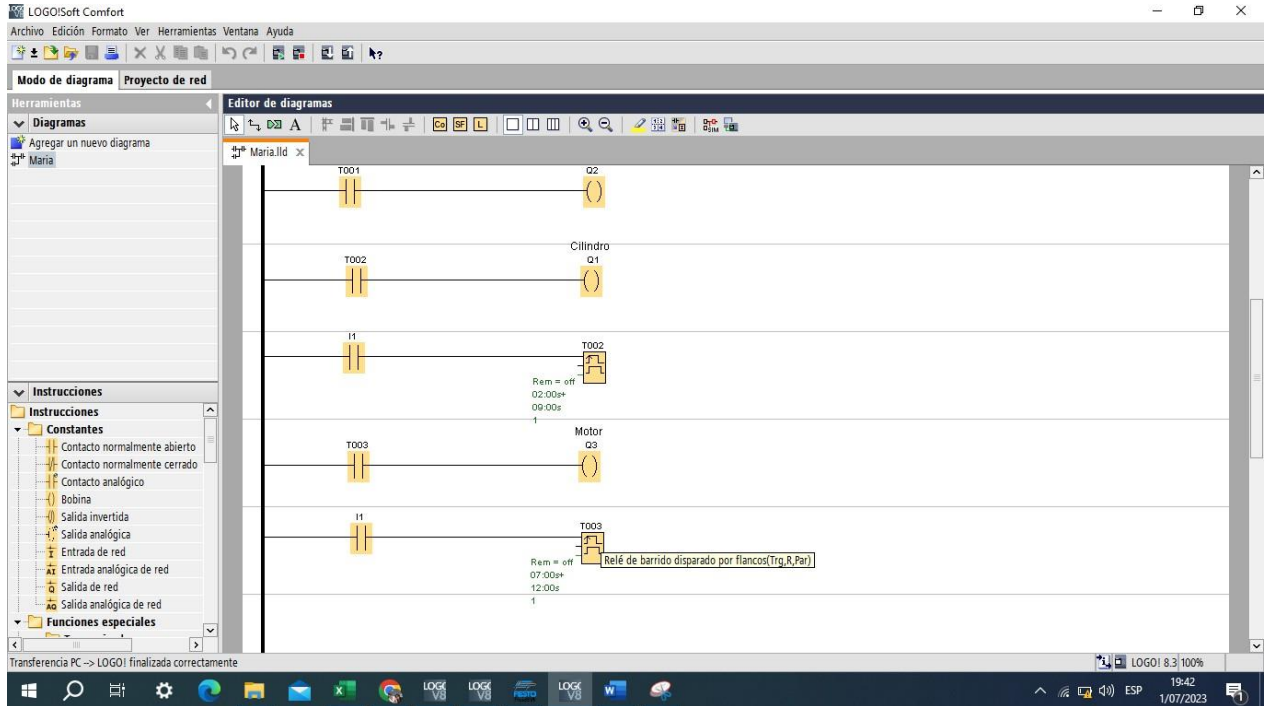 LOGO!Soft Comfort
Archivo Edición Formato Ver Herramientas Ventana Ayuda
Modo de diagrama Proyecto de red
Herramientas
Editor de diagramas
Diagramas
Co SF L
Agregar un nuevo diagrama
Maria
Maria.lld
T001
Q2
Cilindro
T002
Q1
I1
T002
Rem = off
02:00s+
09:00s
1
Motor
T003
Q3
I1
T003
Rem = off
Relé de barrido disparado por flancos(Trg,R,Par)
07:00s+
12:00s
1
Instrucciones
Instrucciones
Constantes
Contacto normalmente abierto
Contacto normalmente cerrado
Contacto analógico
Bobina
Salida invertida
Salida analógica
Entrada de red
Entrada analógica de red
Salida de red
Salida analógica de red
Funciones especiales
Transferencia PC --> LOGO! finalizada correctamente
LOGO! 8.3 100%
ESP
19:42
1/07/2023